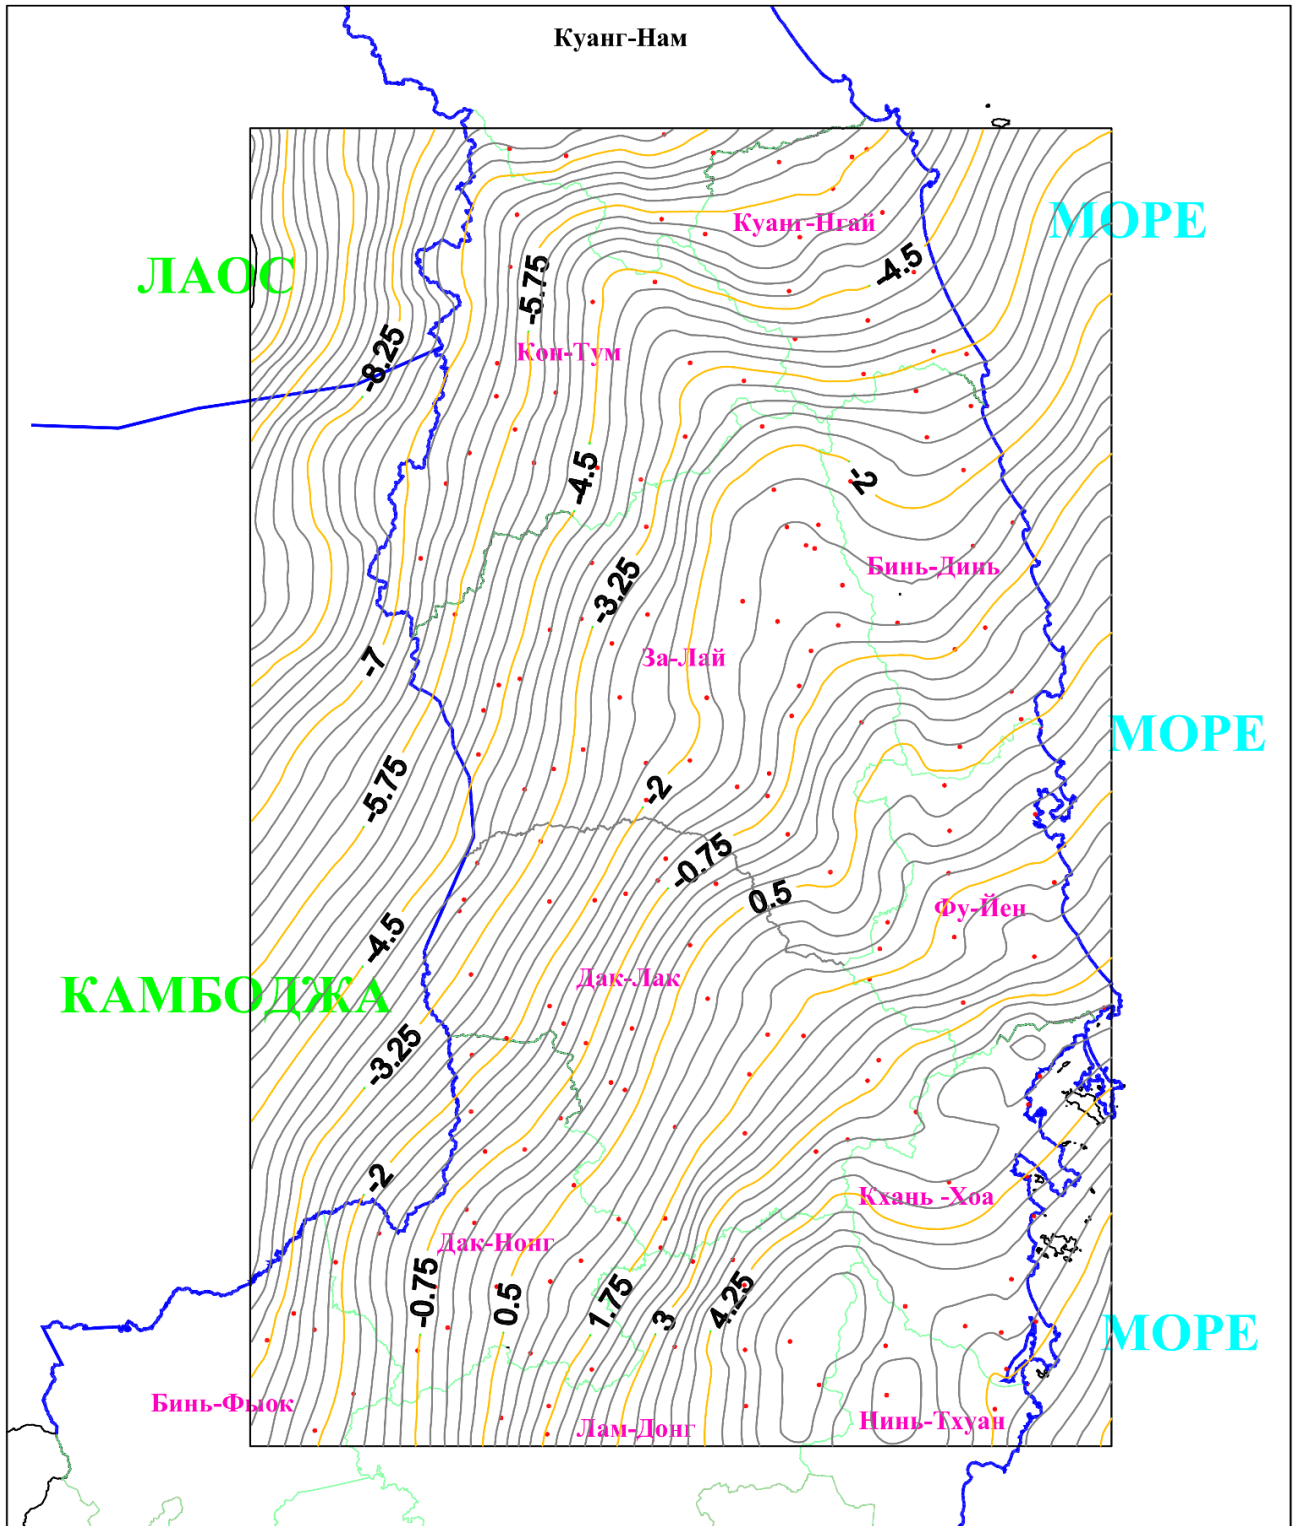 Куанг-Нам
МОРЕ
Куанг-Нгай
ЛАОС
-4.5
-5.75
-8.25
Кон-Тум
-4.5
-2
Бинь-Динь
-3.25
За-Лай
-7
МОРЕ
-5.75
-2
-0.75
0.5
Фу-Йен
-4.5
Дак-Лак
КАМБОДЖА
-3.25
-2
Кхань -Хоа
Дак-Нонг
-0.75
0.5
1.75
3
4.25
МОРЕ
Бинь-Фыок
Лам-Донг
Нинь-Тхуан